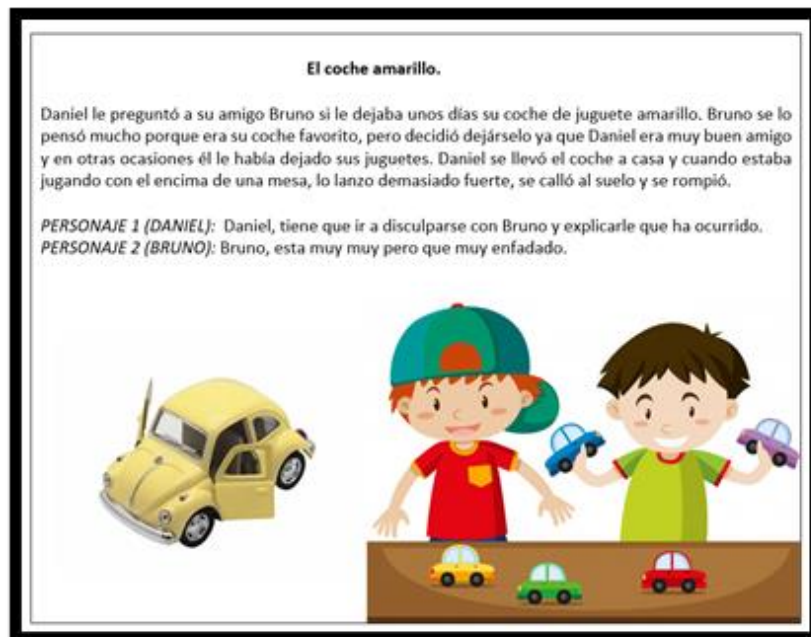 El coche amarillo.
Daniel le preguntó a su amigo Bruno si le dejaba unos días su coche de juguete amarillo. Bruno se lo
pensó mucho porque era su coche favorito, pero decidió dejárselo ya que Daniel era muy buen amigo
y en otras ocasiones él le había dejado sus juguetes. Daniel se llevó el coche a casa y cuando estaba
jugando con el encima de una mesa, lo lanzo demasiado fuerte, se calló al suelo y se rompió.
PERSONAJE 1 (DANIEL): Daniel, tiene que ir a disculparse con Bruno y explicarle que ha ocurrido.
PERSONAJE 2 (BRUNO): Bruno, esta muy muy pero que muy enfadado.